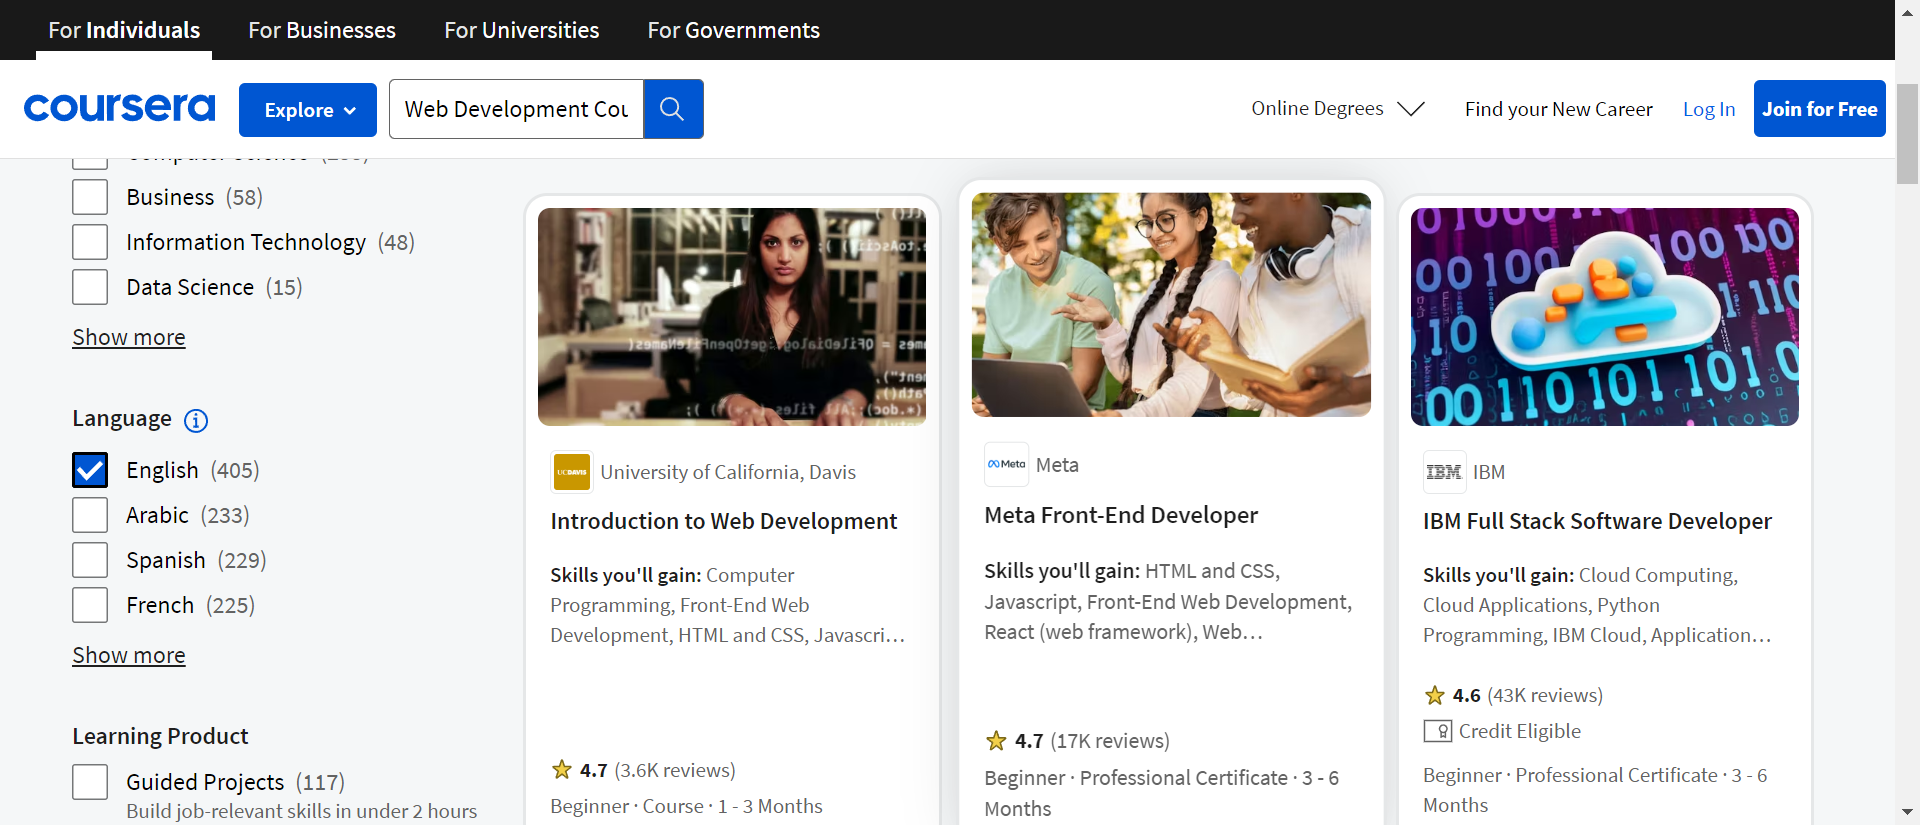 For Individuals
For Businesses
For Universities
For Governments
coursera
Explore
Web Development Cou
Online Degrees
Find your New Career
Log In
Join for Free
Business (58)
Information Technology (48)
Data Science (15)
Show more
Language
English (405)
Arabic (233)
Spanish (229)
French (225)
Show more
Learning Product
Guided Projects (117)
Build job-relevant skills in under 2 hours
UCDAVIS
University of California, Davis
Introduction to Web Development
Skills you'll gain: Computer
Programming, Front-End Web
Development, HTML and CSS, Javascri...
4.7 (3.6K reviews)
Beginner · Course · 1 - 3 Months
Meta
Meta
Meta Front-End Developer
Skills you'll gain: HTML and CSS,
Javascript, Front-End Web Development,
React (web framework), Web...
4.7 (17K reviews)
Beginner · Professional Certificate · 3 - 6
Months
IBM
IBM
IBM Full Stack Software Developer
Skills you'll gain: Cloud Computing,
Cloud Applications, Python
Programming, IBM Cloud, Application...
4.6 (43K reviews)
Credit Eligible
Beginner · Professional Certificate · 3 - 6
Months